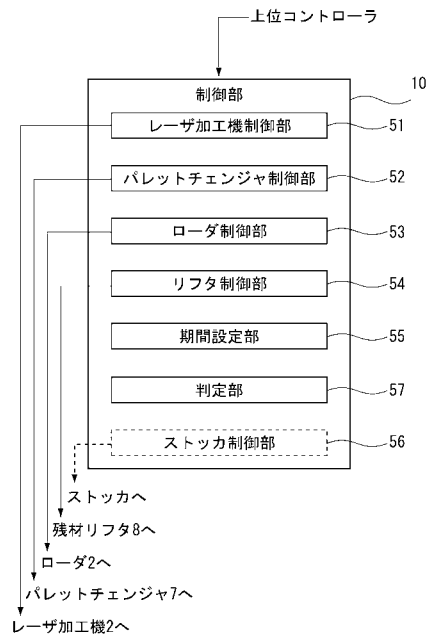 上位コントローラ
制御部
10
レーザ加工機制御部
51
パレットチェンジャ制御部
52
ローダ制御部
53
リフタ制御部
54
期間設定部
55
判定部
57
ストッカ制御部
56
ストッカへ
残材リフタ8へ
ローダ2へ
パレットチェンジャ7へ
レーザ加工機2へ